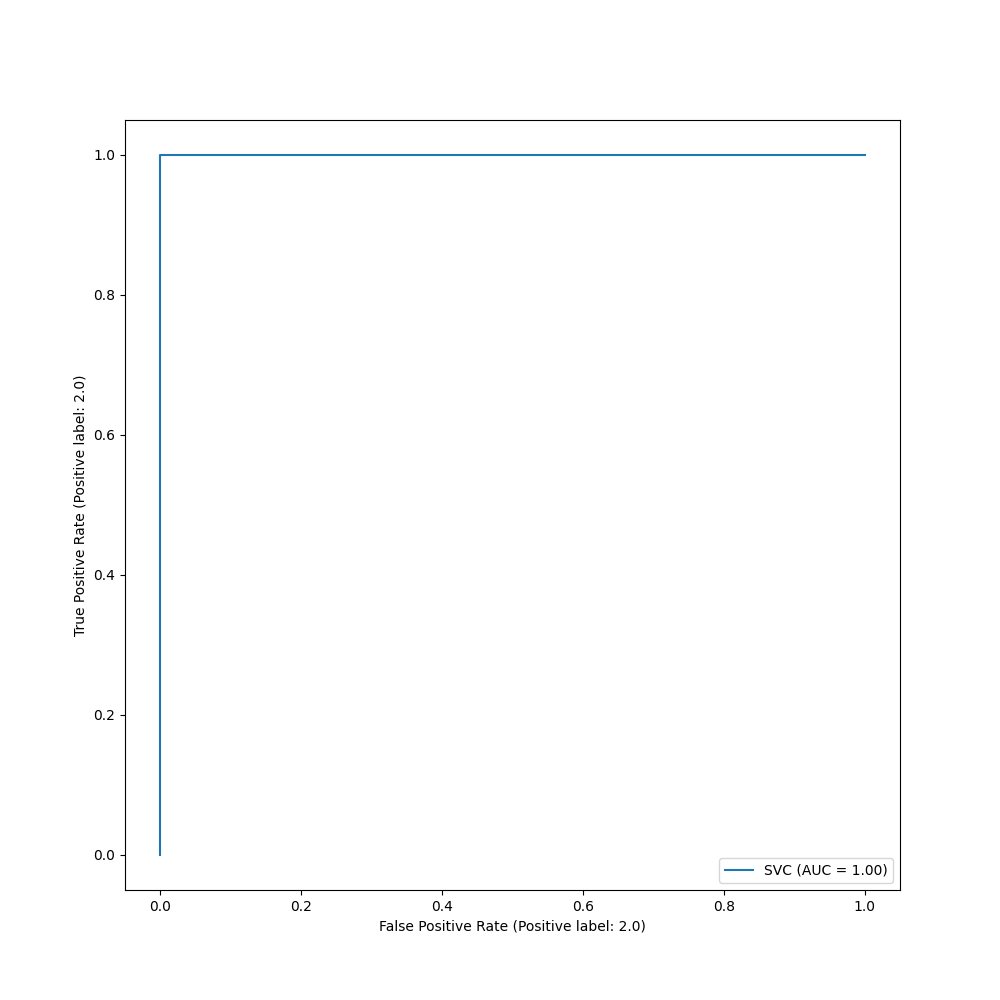 1.0
0.8
0.6
0.4
0.2
0.0
True Positive Rate (Positive label: 2.0)
SVC (AUC = 1.00)
0.0 0.2 0.4 0.6 0.8 1.0
False Positive Rate (Positive label: 2.0)